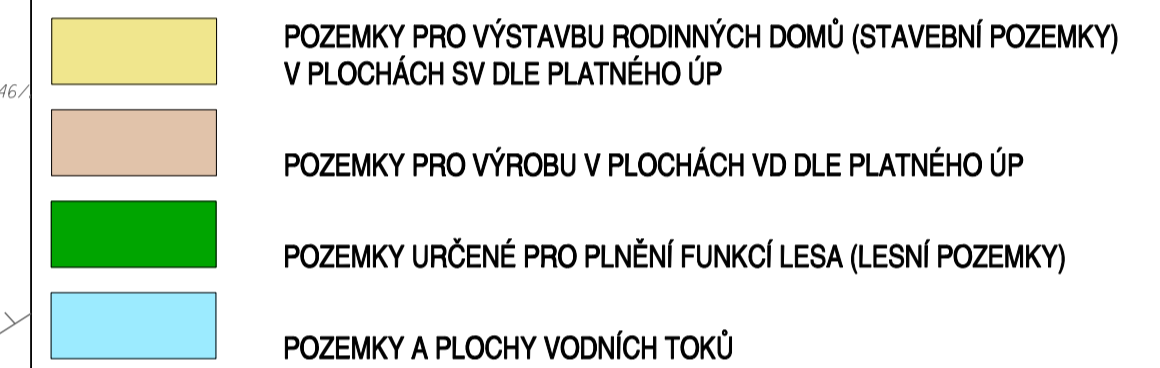 POZEMKY PRO VÝSTAVBU RODINNÝCH DOMŮ (STAVEBNÍ POZEMKY)
V PLOCHÁCH SV DLE PLATNÉHO ÚP
46/
POZEMKY PRO VÝROBU V PLOCHÁCH VD DLE PLATNÉHO ÚP
POZEMKY URČENÉ PRO PLNĚNÍ FUNKCÍ LESA (LESNÍ POZEMKY)
POZEMKY A PLOCHY VODNÍCH TOKŮ